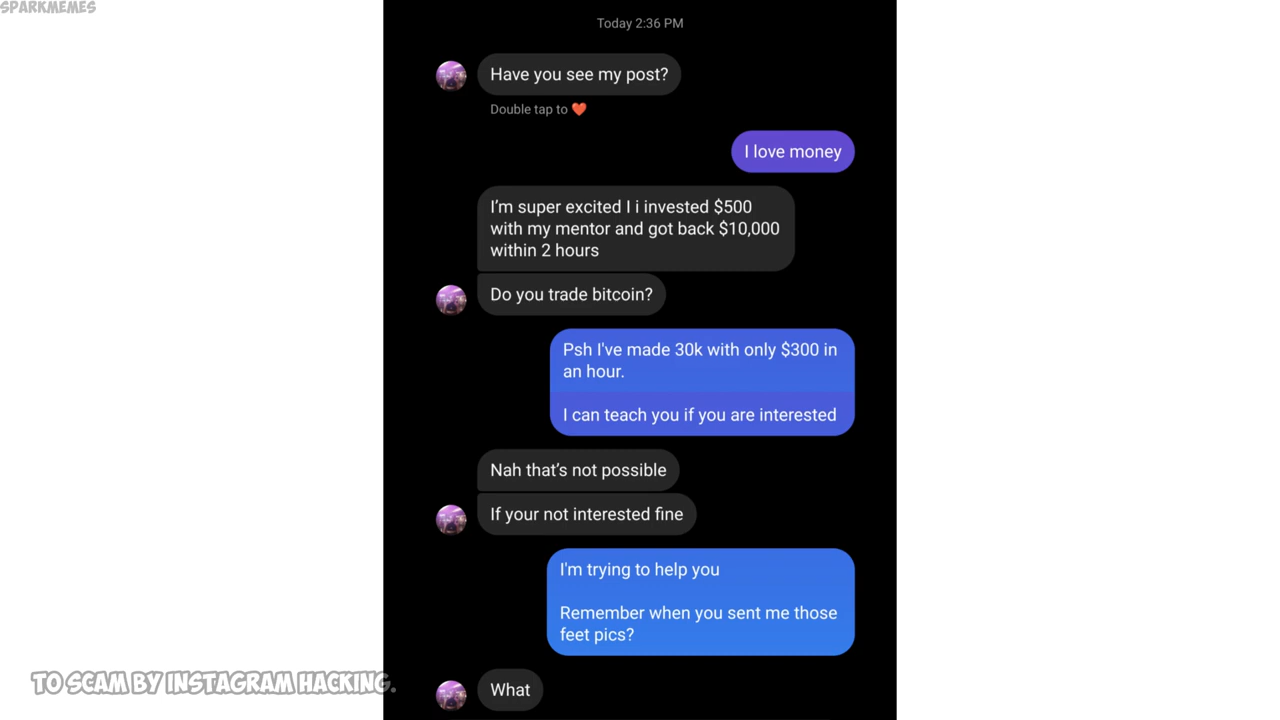 SPARKMEMES
Today 2:36 PM
Have you see my post?
Double tap to ❤️
I love money
I’m super excited I i invested $500
with my mentor and got back $10,000
within 2 hours
Do you trade bitcoin?
Psh I've made 30k with only $300 in
an hour.
I can teach you if you are interested
Nah that’s not possible
If your not interested fine
I'm trying to help you
Remember when you sent me those
feet pics?
What
TO SCAM BY INSTAGRAM HACKING.